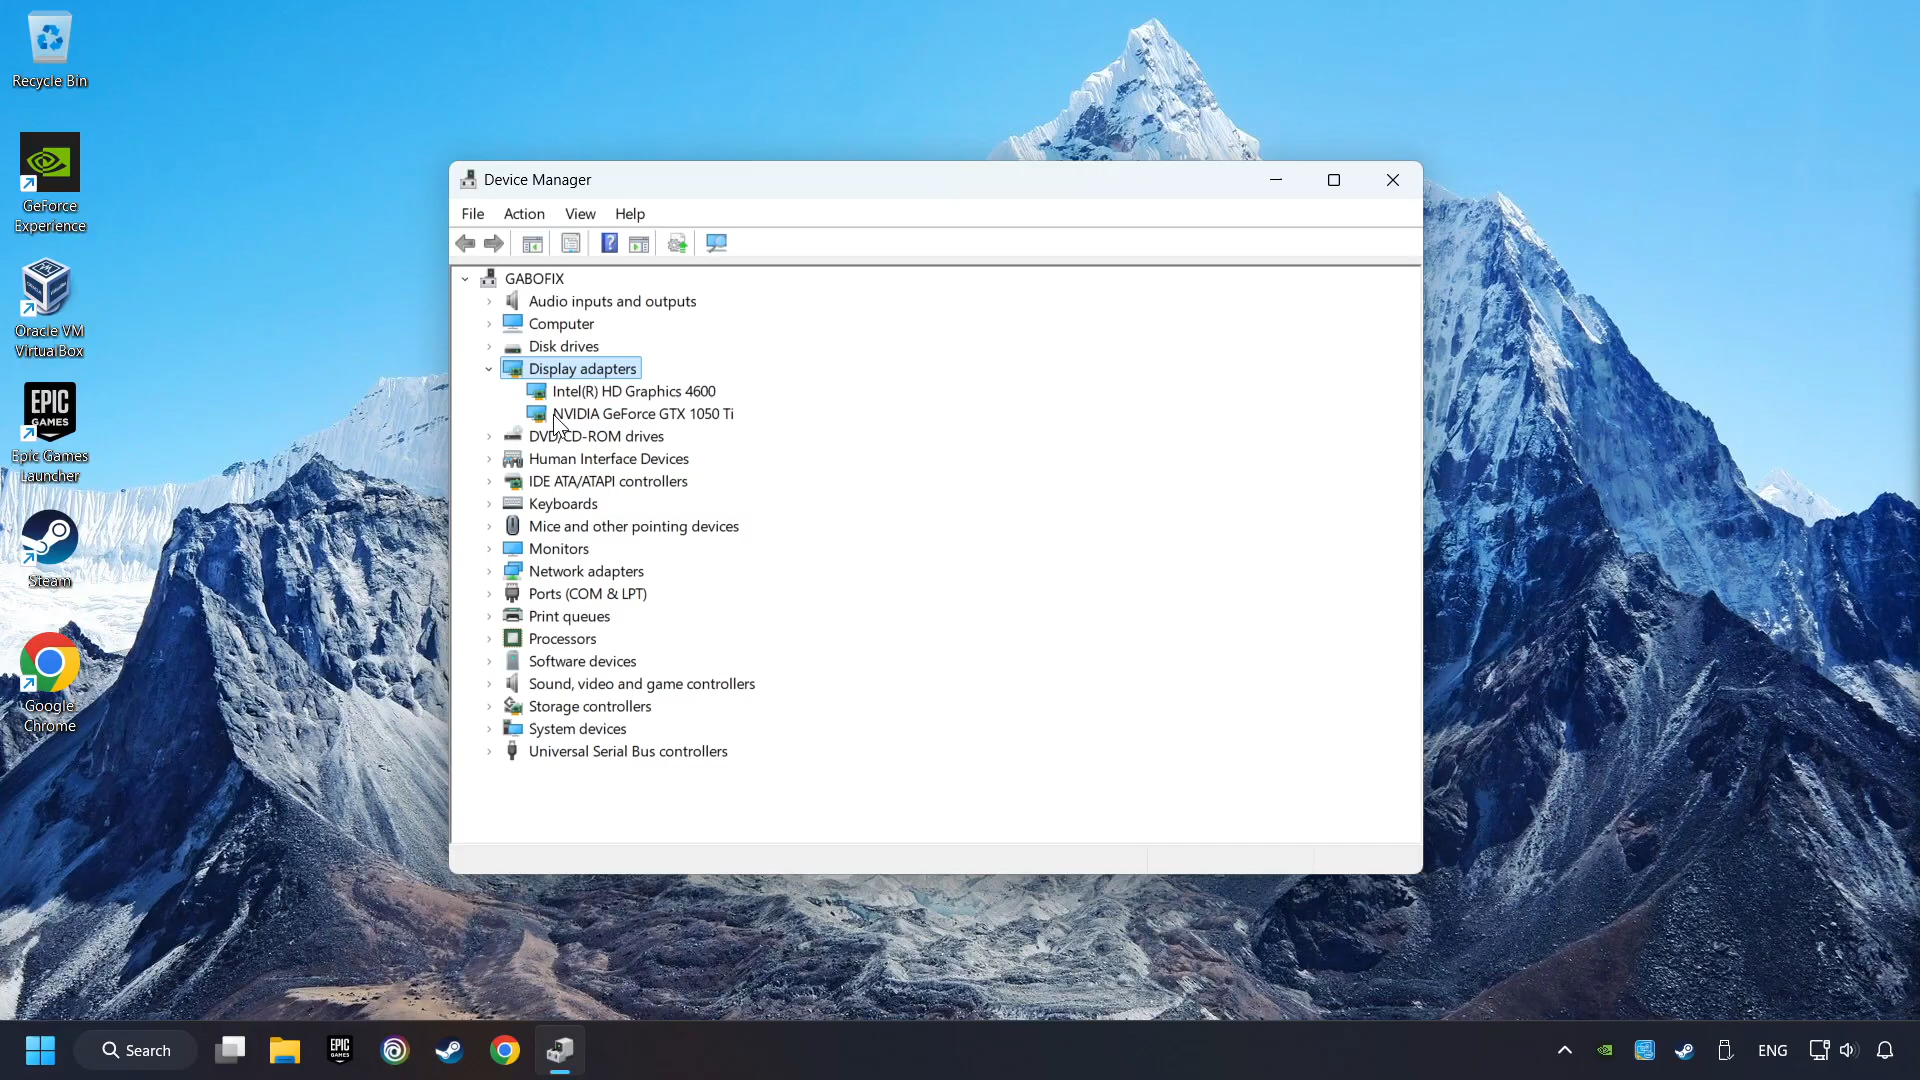 Recycle Bin
GeForce
Experience
Oracle VM
VirtualBox
EPIC
GAMES
Epic Games
Launcher
Steam
Google
Chrome
Device Manager
File Action View Help
GABOFIX
Audio inputs and outputs
Computer
Disk drives
Display adapters
Intel(R) HD Graphics 4600
NVIDIA GeForce GTX 1050 Ti
DVD/CD-ROM drives
Human Interface Devices
IDE ATA/ATAPI controllers
Keyboards
Mice and other pointing devices
Monitors
Network adapters
Ports (COM & LPT)
Print queues
Processors
Software devices
Sound, video and game controllers
Storage controllers
System devices
Universal Serial Bus controllers
Search
EPIC
GAMES
ENG